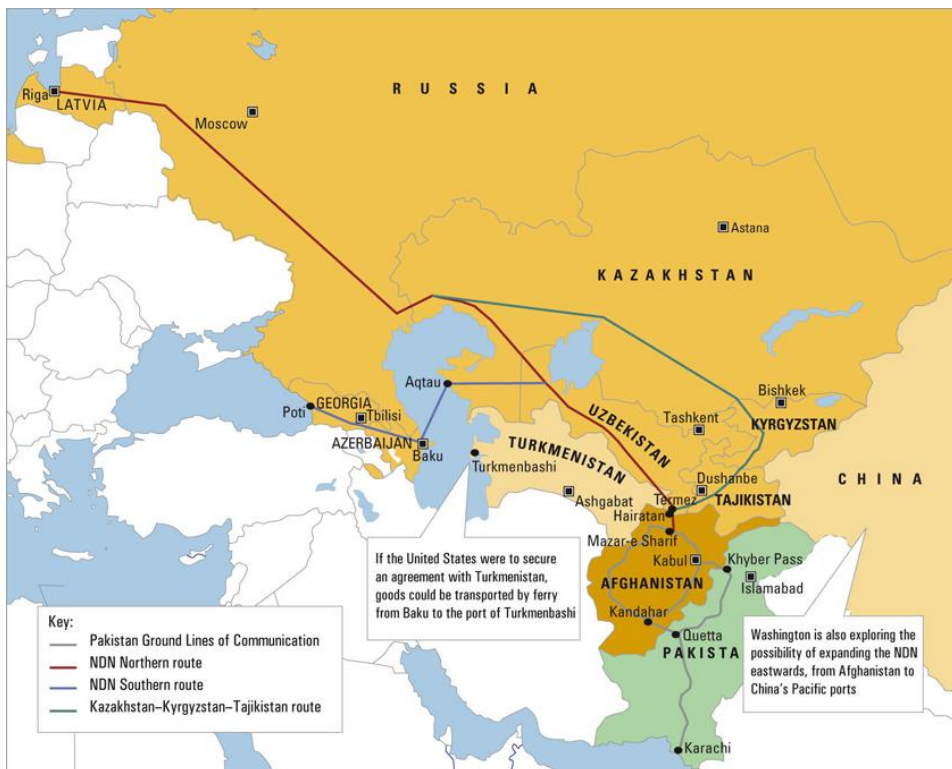 RUSSIA
Riga
LATVIA
Moscow
Astana
KAZAKHSTAN
Aqtau
Bishkek
GEORGIA
Poti
Tbilisi
UZBEKISTAN
Tashkent
KYRGYZSTAN
AZERBAIJAN
Baku
Turkmenbashi
TURKMENISTAN
Dushanbe
CHINA
Ashgabat
Termez
TAJIKISTAN
Hairatan
Mazar-e Sharif
Kabul
Khyber Pass
AFGHANISTAN
Islamabad
Kandahar
Quetta
PAKISTA
Karachi
If the United States were to secure
an agreement with Turkmenistan,
goods could be transported by ferry
from Baku to the port of Turkmenbashi
Washington is also exploring the
possibility of expanding the NDN
eastwards, from Afghanistan to
China's Pacific ports
Key:
Pakistan Ground Lines of Communication
NDN Northern route
NDN Southern route
Kazakhstan–Kyrgyzstan–Tajikistan route